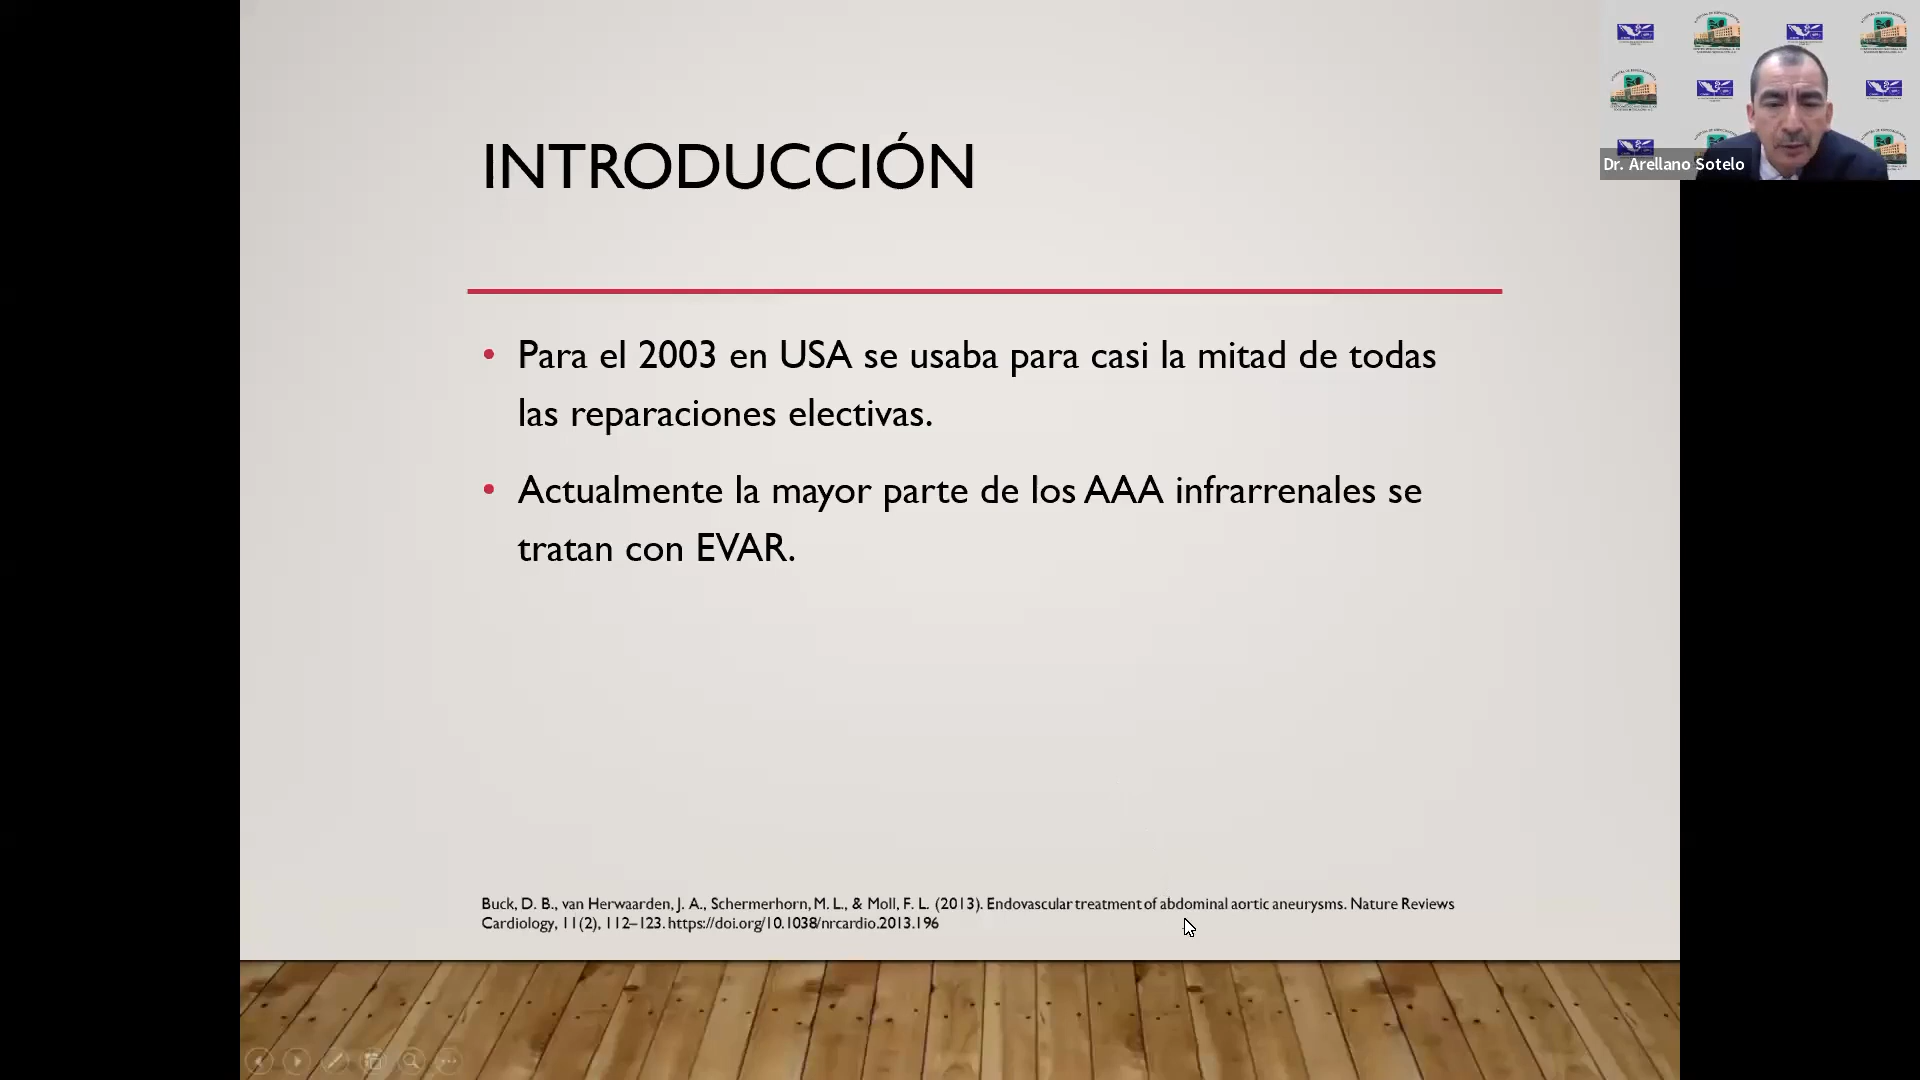 INTRODUCCIÓN
Dr. Arellano Sotelo
• Para el 2003 en USA se usaba para casi la mitad de todas
las reparaciones electivas.
• Actualmente la mayor parte de los AAA infrarrenales se
tratan con EVAR.
Buck, D. B., van Herwaarden, J. A., Schermerhorn, M. L., & Moll, F. L. (2013). Endovascular treatment of abdominal aortic aneurysms. Nature Reviews
Cardiology, 11(2), 112–123. https://doi.org/10.1038/nrcardio.2013.196